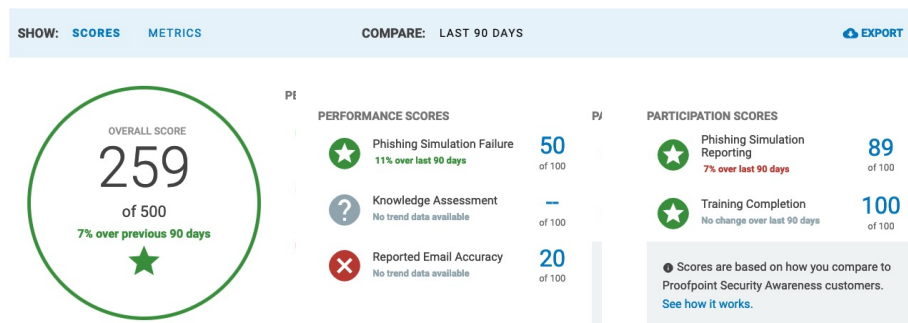 SHOW: SCORES METRICS COMPARE: LAST 90 DAYS EXPORT
OVERALL SCORE
259
of 500
7% over previous 90 days
PE
PERFORMANCE SCORES
Phishing Simulation Failure 50
11% over last 90 days of 100
Knowledge Assessment --
No trend data available of 100
Reported Email Accuracy 20
No trend data available of 100
PA
PARTICIPATION SCORES
Phishing Simulation
Reporting 89
7% over last 90 days of 100
Training Completion 100
No change over last 90 days of 100
Scores are based on how you compare to
Proofpoint Security Awareness customers.
See how it works.